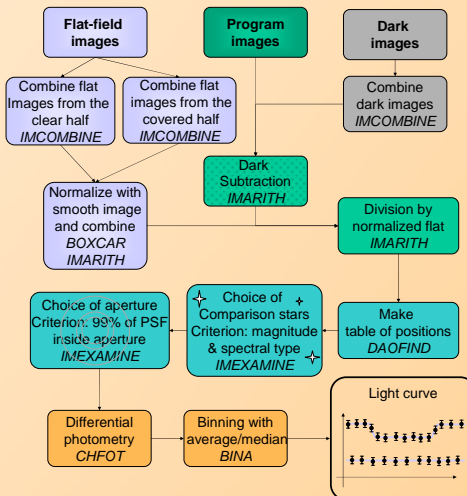 Flat-field
images
Program
images
Dark
images
Combine flat
Images from the
clear half
IMCOMBINE
Combine flat
images from the
covered half
IMCOMBINE
Combine
dark images
IMCOMBINE
Normalize with
smooth image
and combine
BOXCAR
IMARITH
Dark
Subtraction
IMARITH
Division by
normalized flat
IMARITH
Choice of aperture
Criterion: 99% of PSF
inside aperture
IMEXAMINE
Choice of
Comparison stars
Criterion: magnitude
& spectral type
IMEXAMINE
Make
table of positions
DAOFIND
Differential
photometry
CHFOT
Binning with
average/median
BINA
Light curve